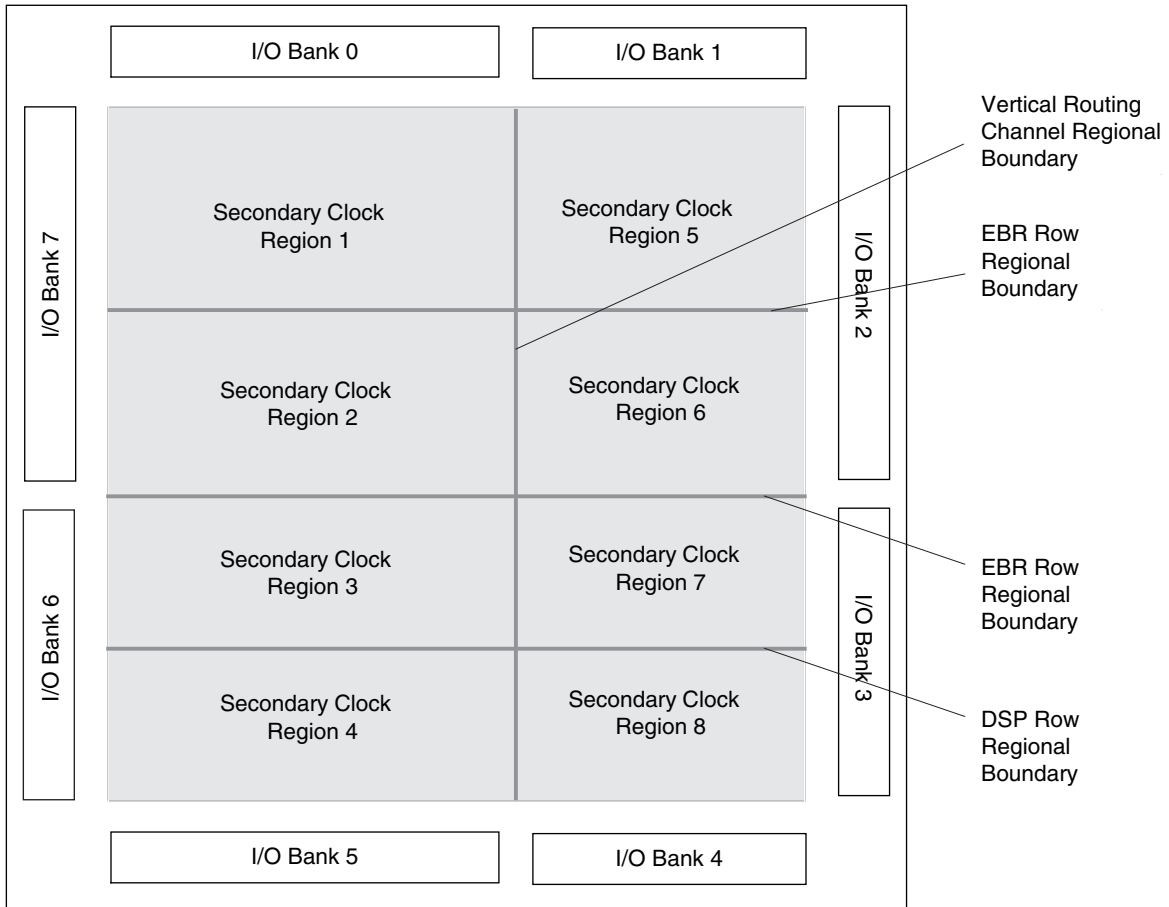 I/O Bank 0
I/O Bank 1
I/O Bank 7
I/O Bank 2
I/O Bank 6
I/O Bank 3
I/O Bank 5
I/O Bank 4
Secondary Clock
Region 1
Secondary Clock
Region 5
Secondary Clock
Region 2
Secondary Clock
Region 6
Secondary Clock
Region 3
Secondary Clock
Region 7
Secondary Clock
Region 4
Secondary Clock
Region 8
Vertical Routing
Channel Regional
Boundary
EBR Row
Regional
Boundary
EBR Row
Regional
Boundary
DSP Row
Regional
Boundary